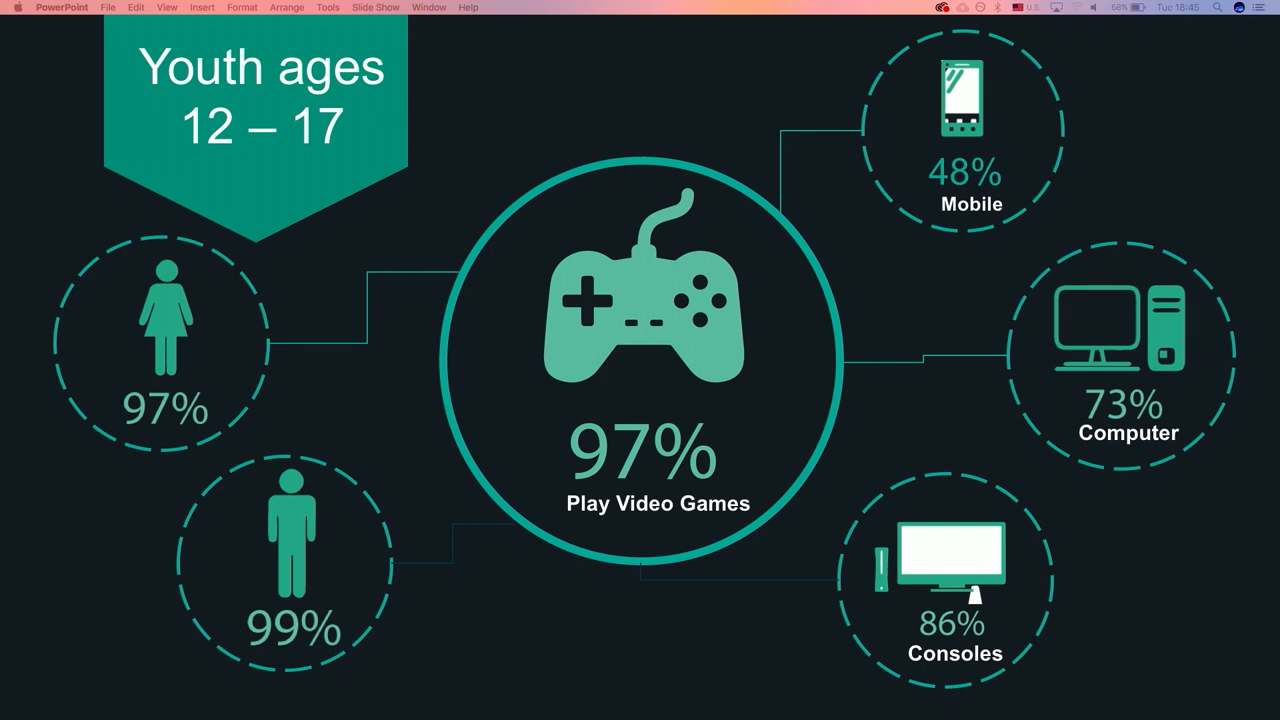 PowerPoint File Edit View Insert Format Arrange Tools Slide Show Window Help U.S. 68% Tue 18:45
Youth ages
12 – 17
97%
99%
97%
Play Video Games
48%
Mobile
73%
Computer
86%
Consoles